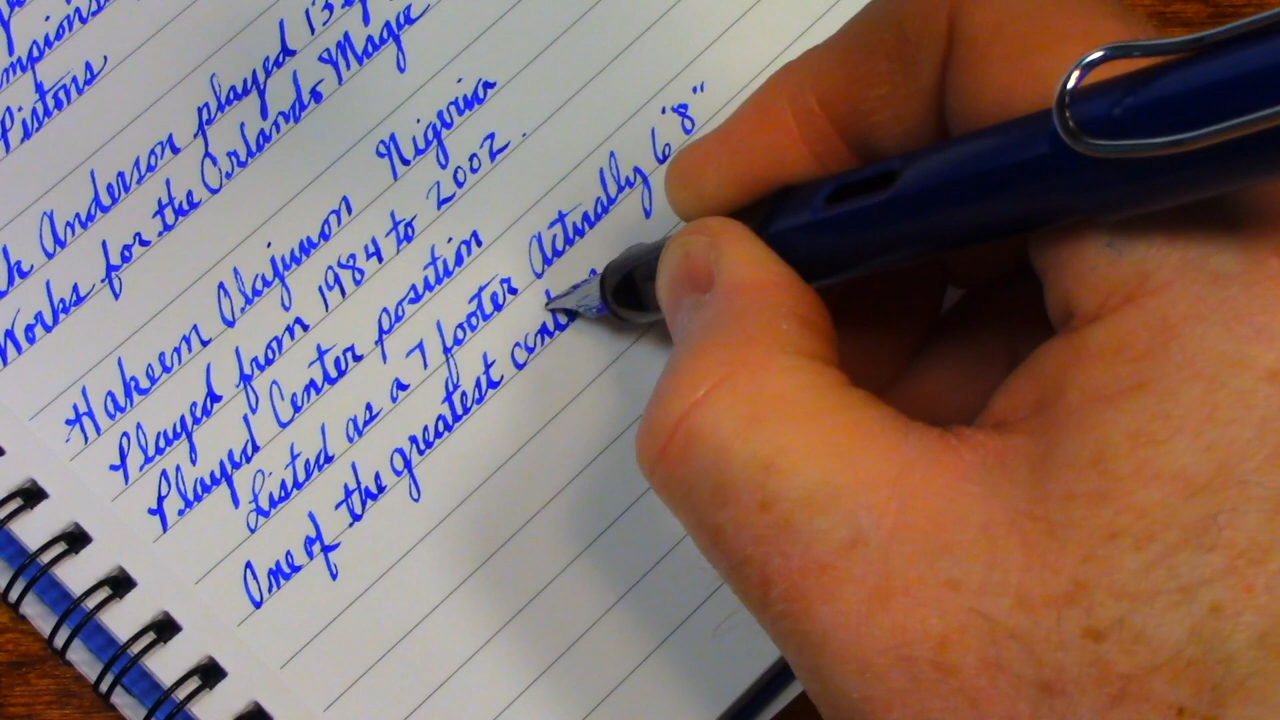 Pistons
Anderson played 13
Works for the Orlando Magic
Hakeem Olajuwon Nigeria
Played from 1984 to 2002.
Played Center position
Listed as a 7 footer Actually 6'8"
One of the greatest